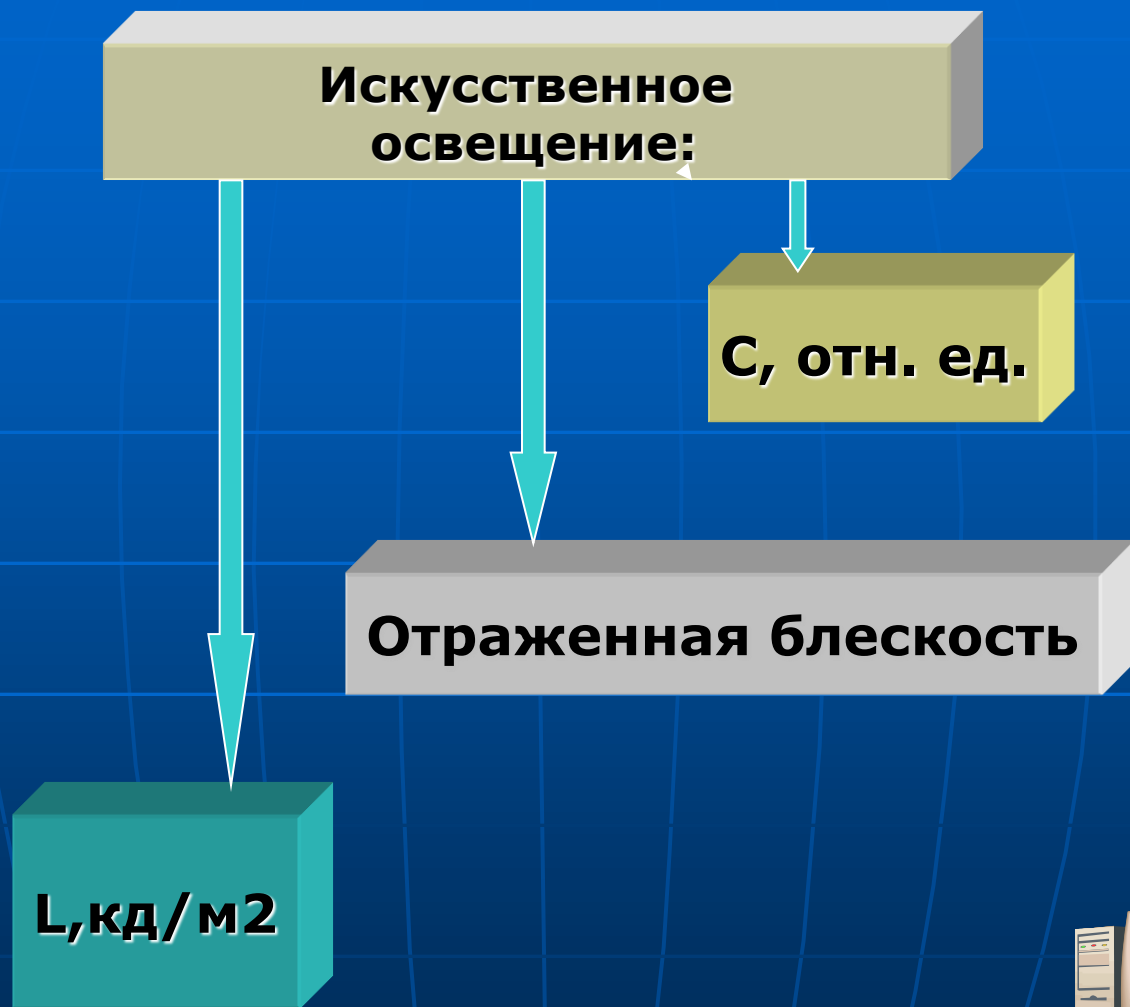 Искусственное
освещение:
С, отн. ед.
Отраженная блескость
L,кд/м2